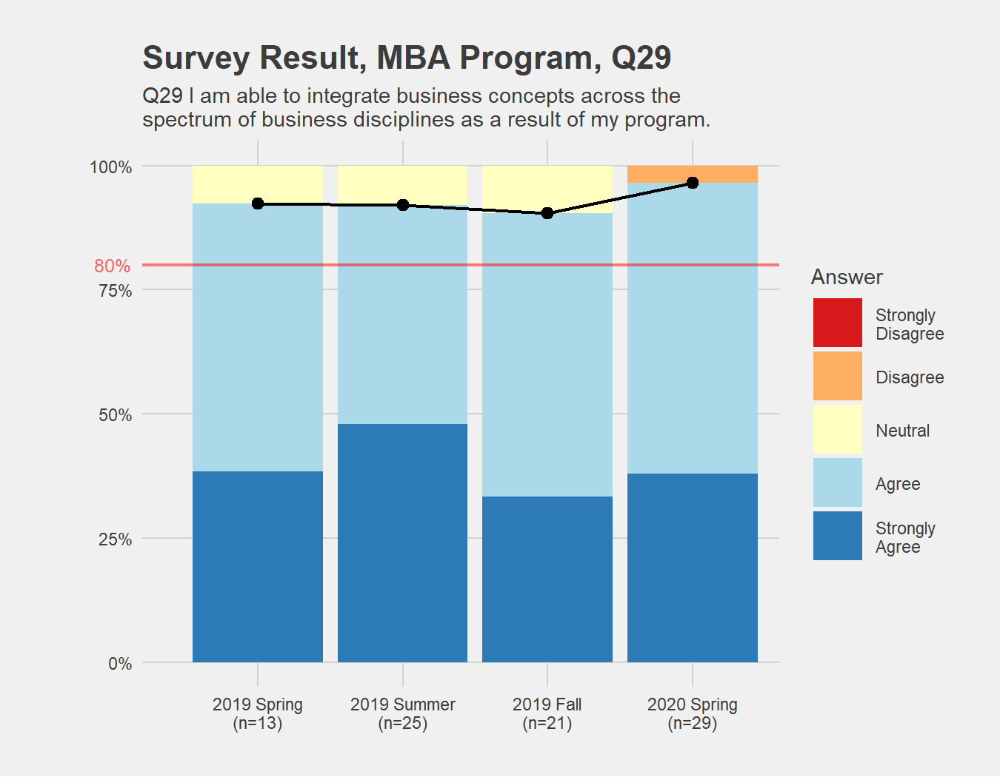 Survey Result, MBA Program, Q29
Q29 I am able to integrate business concepts across the
spectrum of business disciplines as a result of my program.
100%
80%
75%
50%
25%
0%
2019 Spring
(n=13)
2019 Summer
(n=25)
2019 Fall
(n=21)
2020 Spring
(n=29)
Answer
Strongly
Disagree
Disagree
Neutral
Agree
Strongly
Agree